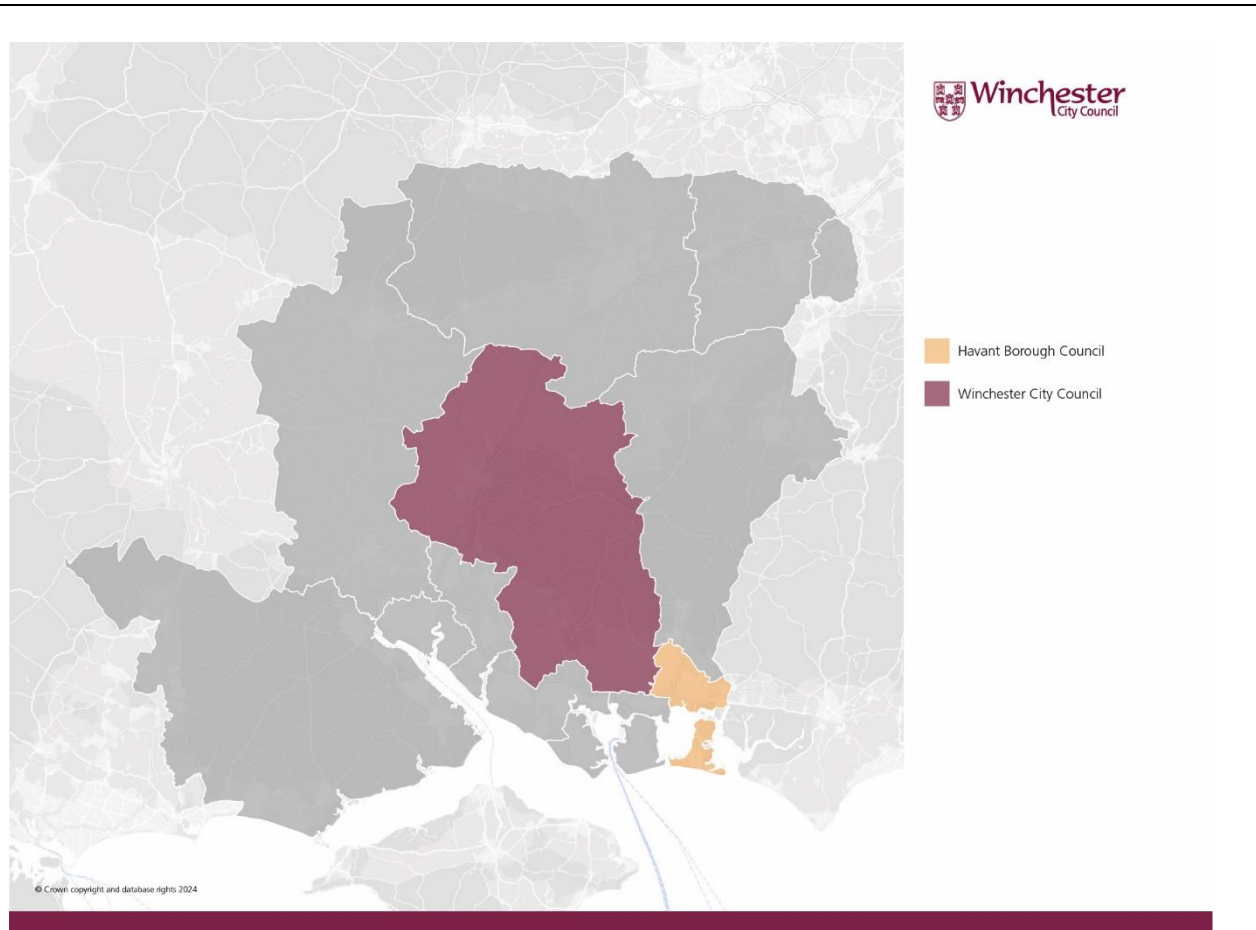 Winchester
City Council
Havant Borough Council
Winchester City Council
© Crown copyright and database rights 2024